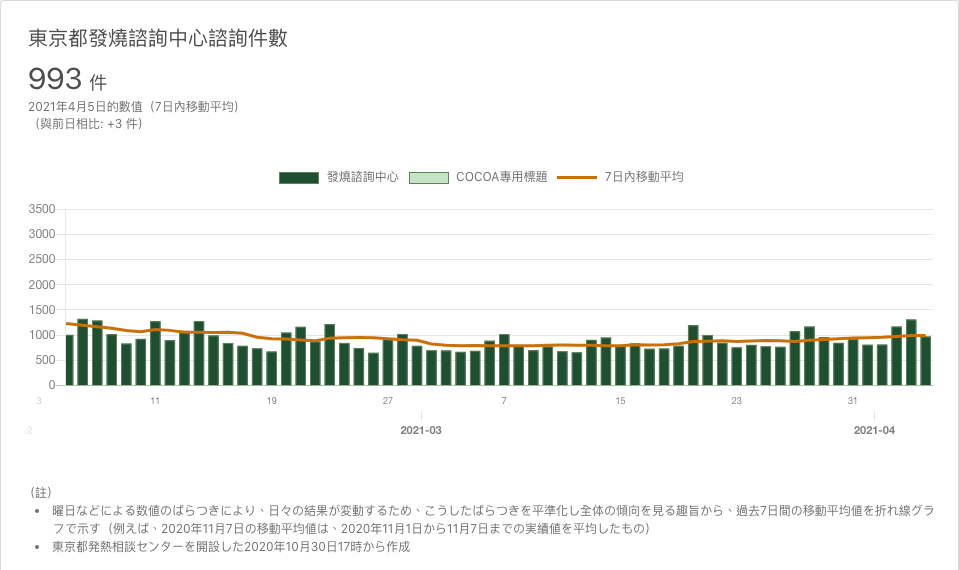 東京都發燒諮詢中心諮詢件數
993 件
2021年4月5日的數值（7日內移動平均）
（與前日相比: +3 件）
發燒諮詢中心 COCOA專用標題 7日內移動平均
3500
3000
2500
2000
1500
1000
500
0
3 11 19 27 7 15 23 31
2 2021-03 2021-04
（註）
• 曜日などによる数値のばらつきにより、日々の結果が変動するため、こうしたばらつきを平準化し全体の傾向を見る趣旨から、過去7日間の移動平均値を折れ線グラ
フで示す（例えば、2020年11月7日の移動平均値は、2020年11月1日から11月7日までの実績値を平均したもの）
• 東京都発熱相談センターを開設した2020年10月30日17時から作成